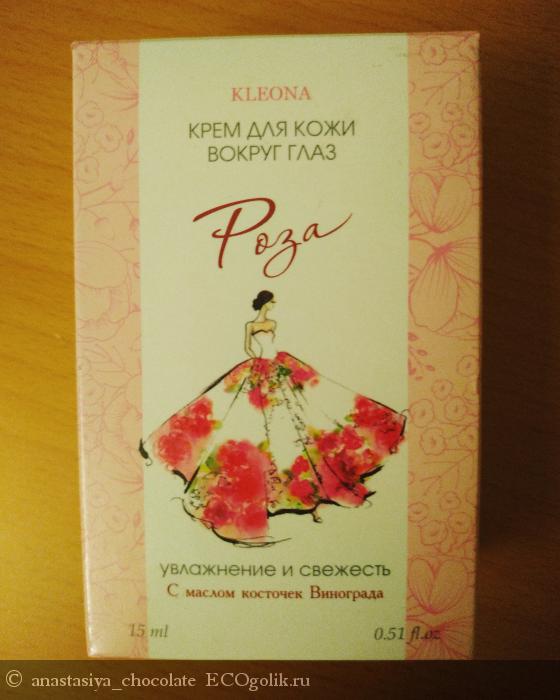 KLEONA
КРЕМ ДЛЯ КОЖИ
ВОКРУГ ГЛАЗ
Роза
УВЛАЖНЕНИЕ И СВЕЖЕСТЬ
С маслом косточек Винограда
15 ml 0.51 fl.oz
© anastasiya_chocolate ECOgolik.ru